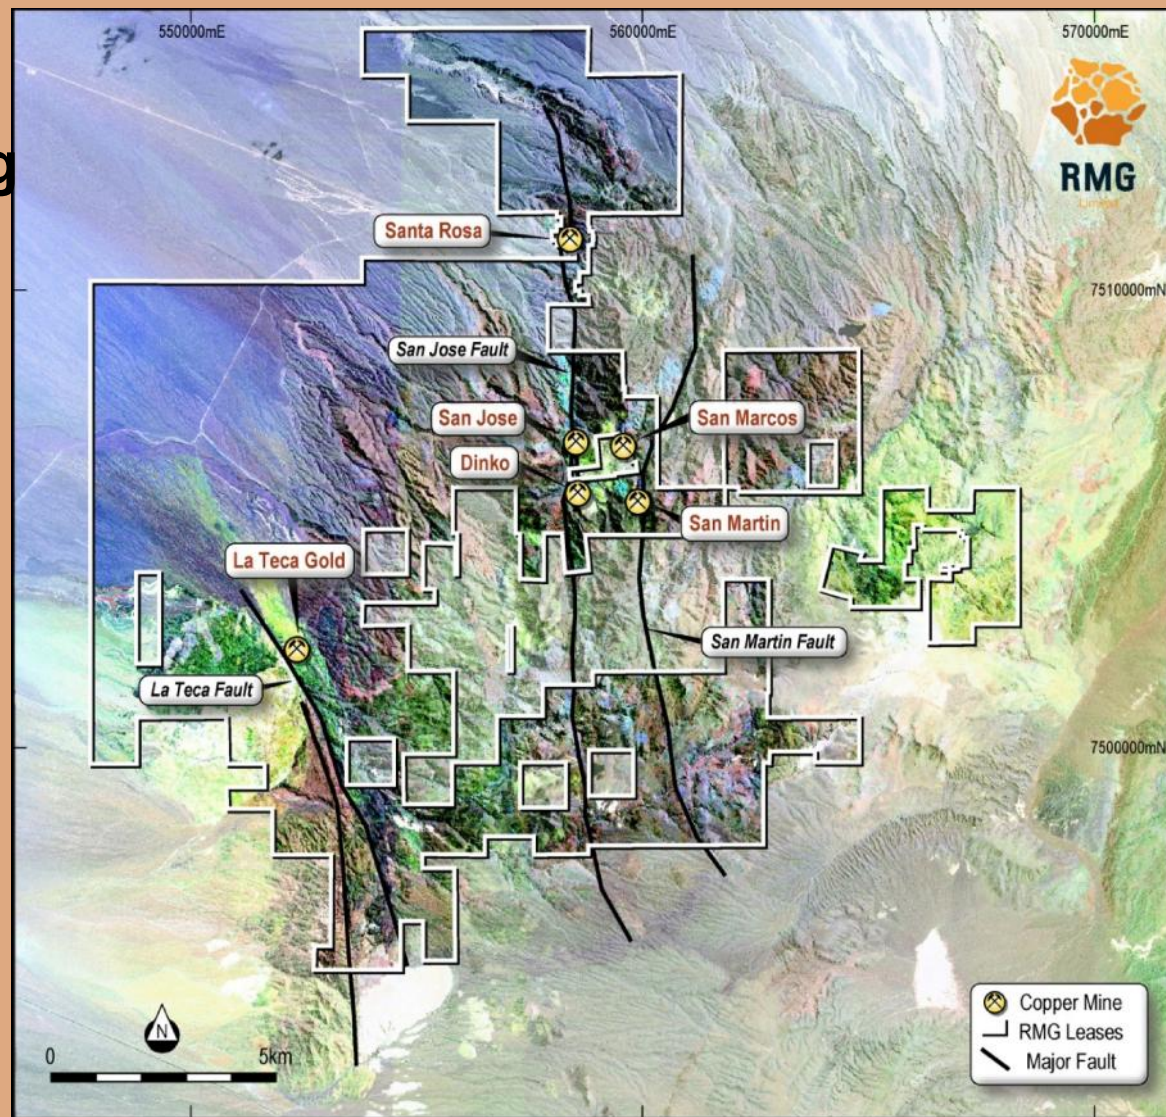 550000mE
560000mE
570000mE
RMG
Limited
g
Santa Rosa
7510000mN
San Jose Fault
San Jose
San Marcos
Dinko
San Martin
La Teca Gold
San Martin Fault
La Teca Fault
7500000mN
Copper Mine
RMG Leases
Major Fault
N
0
5km